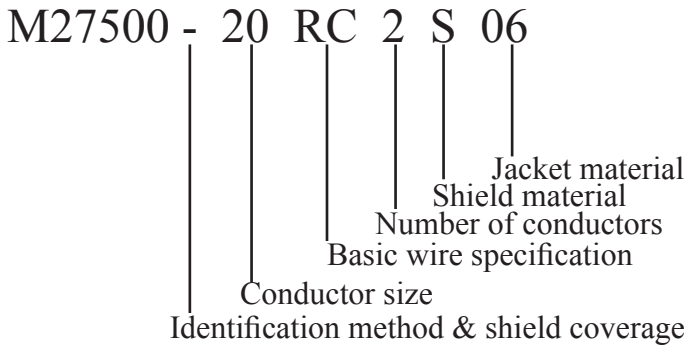 M27500 - 20 RC 2 S 06
Jacket material
Shield material
Number of conductors
Basic wire specification
Conductor size
Identification method & shield coverage